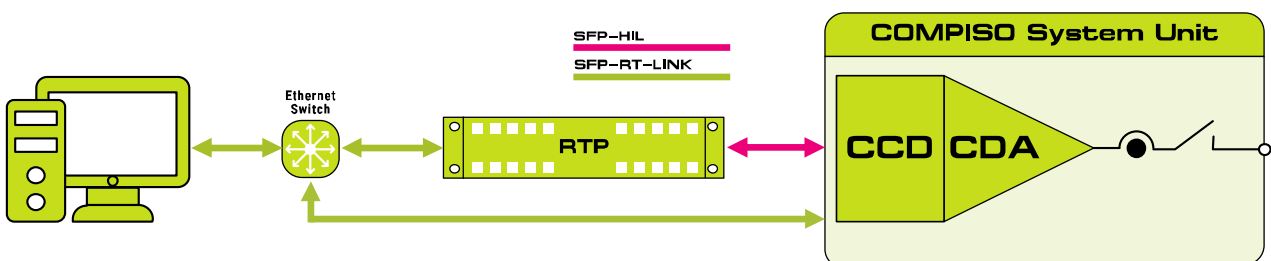 SFP-HIL
SFP-RT-LINK
COMPISO System Unit
Ethernet
Switch
RTP
CCD
CDA